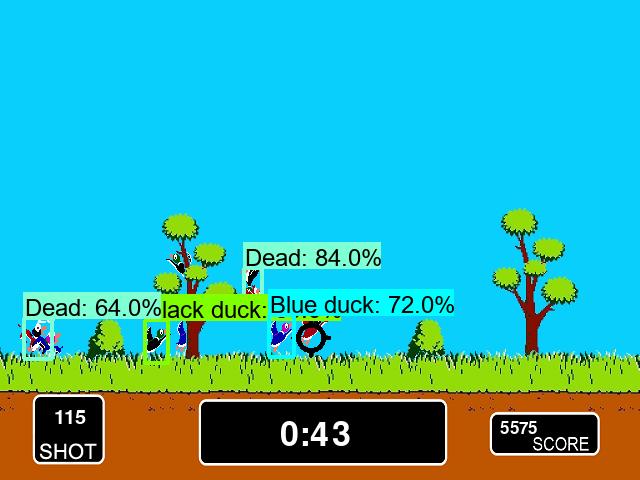 Dead: 84.0%
Dead: 64.0%
lack duck:
Blue duck: 72.0%
115
SHOT
0:43
5575
SCORE